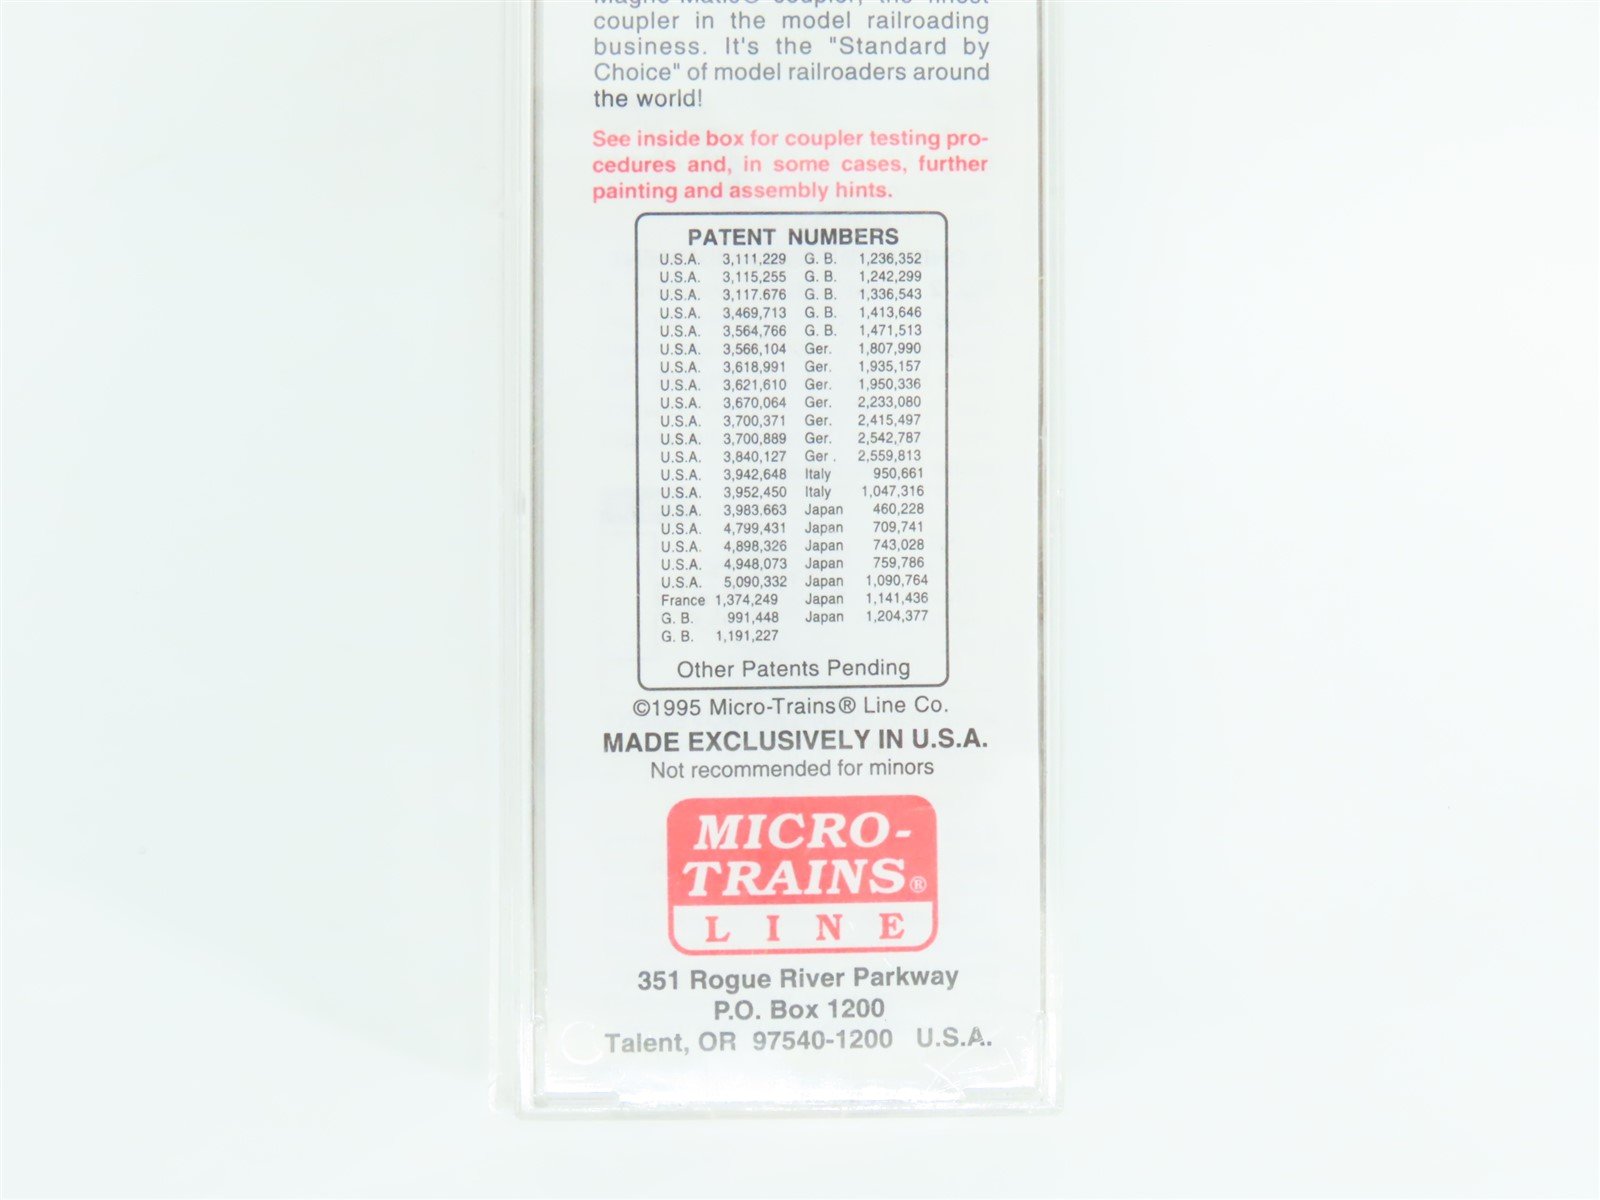 Magne-Matic® coupler, the finest
coupler in the model railroading
business. It's the "Standard by
Choice" of model railroaders around
the world!
See inside box for coupler testing pro-
cedures and, in some cases, further
painting and assembly hints.
PATENT NUMBERS
U.S.A. 3,111,229 G. B. 1,236,352
U.S.A. 3,115,255 G. B. 1,242,299
U.S.A. 3,117.676 G. B. 1,336,543
U.S.A. 3,469,713 G. B. 1,413,646
U.S.A. 3,564,766 G. B. 1,471,513
U.S.A. 3,566,104 Ger. 1,807,990
U.S.A. 3,618,991 Ger. 1,935,157
U.S.A. 3,621,610 Ger. 1,950,336
U.S.A. 3,670,064 Ger. 2,233,080
U.S.A. 3,700,371 Ger. 2,415,497
U.S.A. 3,700,889 Ger. 2,542,787
U.S.A. 3,840,127 Ger . 2,559,813
U.S.A. 3,942,648 Italy 950,661
U.S.A. 3,952,450 Italy 1,047,316
U.S.A. 3,983,663 Japan 460,228
U.S.A. 4,799,431 Japan 709,741
U.S.A. 4,898,326 Japan 743,028
U.S.A. 4,948,073 Japan 759,786
U.S.A. 5,090,332 Japan 1,090,764
France 1,374,249 Japan 1,141,436
G. B. 991,448 Japan 1,204,377
G. B. 1,191,227
Other Patents Pending
©1995 Micro-Trains® Line Co.
MADE EXCLUSIVELY IN U.S.A.
Not recommended for minors
MICRO-
TRAINS®
LINE
351 Rogue River Parkway
P.O. Box 1200
Talent, OR 97540-1200 U.S.A.